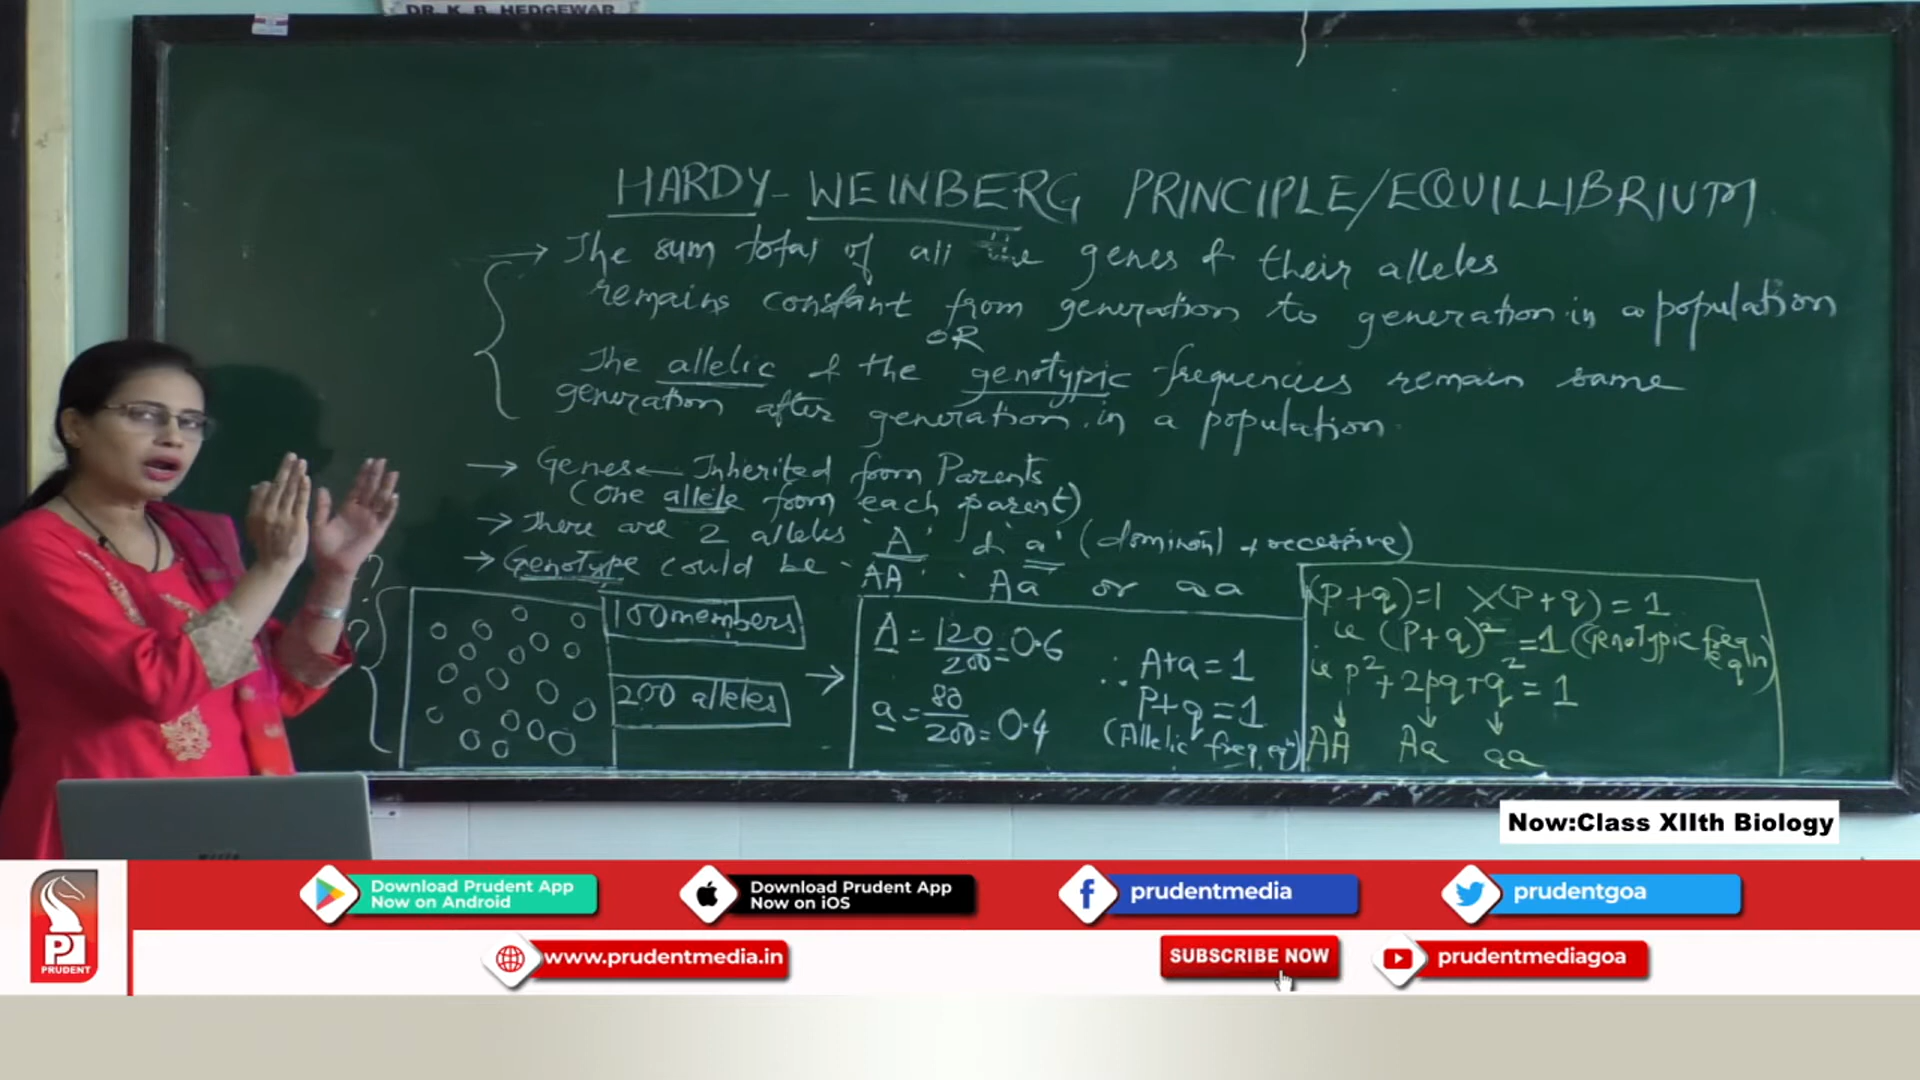 DR. K. B. HEDGEWAR
HARDY-WEINBERG PRINCIPLE/EQUILLIBRIUM
→ The sum total of all the genes & their alleles
remains constant from generation to generation in a population
OR
The allelic & the genotypic frequencies remain same
generation after generation in a population.
→ Genes ← Inherited from Parents
(One allele from each parent)
→ There are 2 alleles 'A' & 'a' (dominant + recessive)
→ Genotype could be AA Aa or aa
100 members
200 alleles
→
A = 120/200 = 0.6
a = 80/200 = 0.4
∴ A+a = 1
P+q = 1
(Allelic freq. eqn)
(P+q)=1 X (P+q) = 1
ie (P+q)² = 1 (Genotypic freq eqn)
ie p²+2pq+q² = 1
AA Aa aa
Now:Class XIIth Biology
Download Prudent App
Now on Android
Download Prudent App
Now on iOS
prudentmedia
prudentgoa
PRUDENT
www.prudentmedia.in
SUBSCRIBE NOW
prudentmediagoa